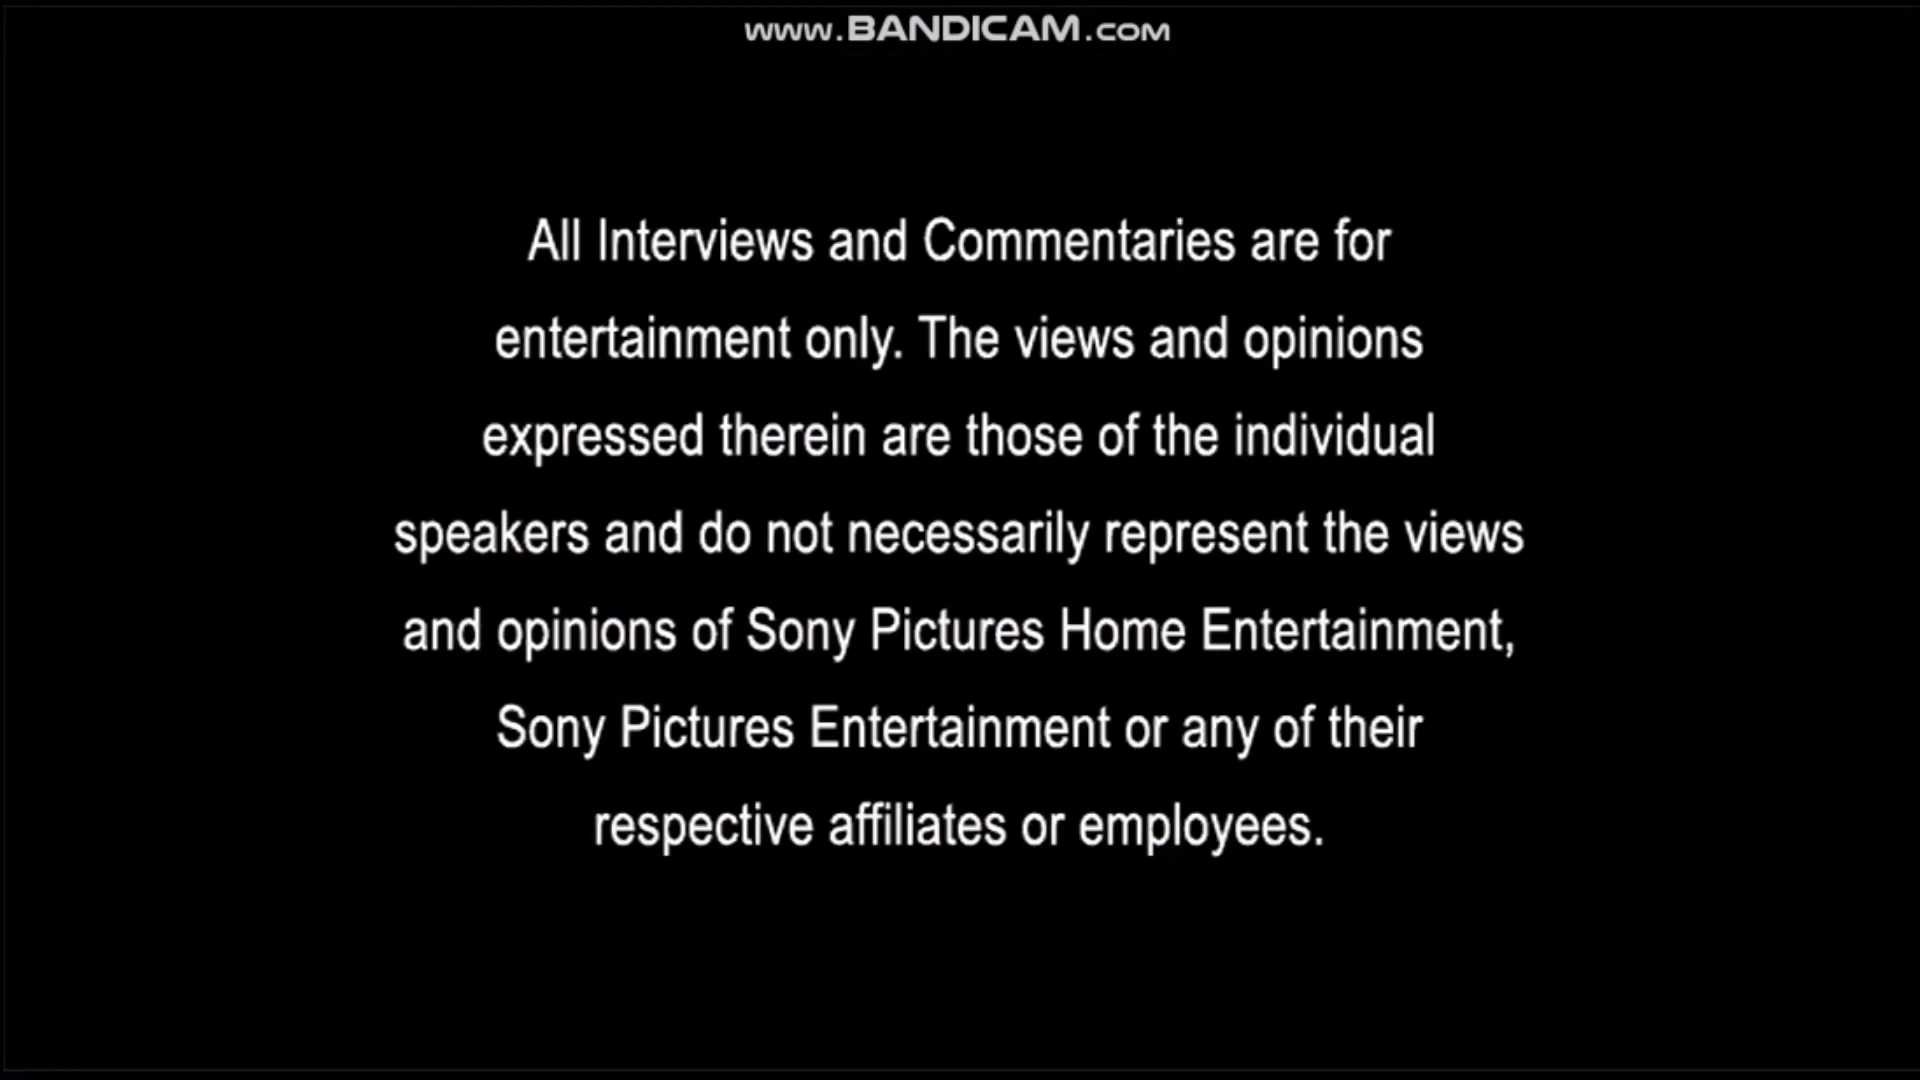 www.BANDICAM.COM
All Interviews and Commentaries are for
entertainment only. The views and opinions
expressed therein are those of the individual
speakers and do not necessarily represent the views
and opinions of Sony Pictures Home Entertainment,
Sony Pictures Entertainment or any of their
respective affiliates or employees.